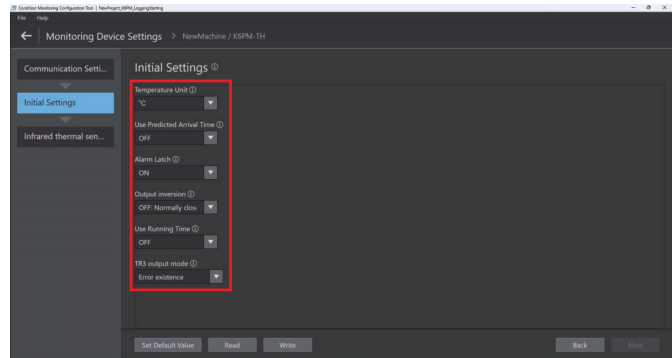 Condition Monitoring Configuration Tool | NewProject_K6PM_LoggingSetting
File Help
← Monitoring Device Settings > NewMachine / K6PM-TH
Communication Setti...
Initial Settings
Infrared thermal sen...
Initial Settings
Temperature Unit
°C
Use Predicted Arrival Time
OFF
Alarm Latch
ON
Output inversion
OFF: Normally clos
Use Running Time
OFF
TR3 output mode
Error existence
Set Default Value Read Write Back Next